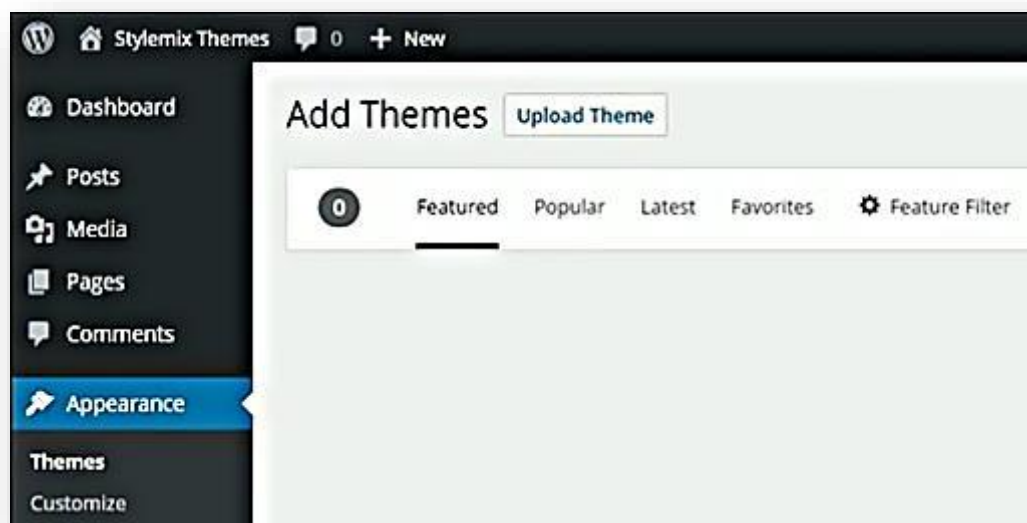 Stylemix Themes 0 + New
Dashboard
Posts
Media
Pages
Comments
Appearance
Themes
Customize
Add Themes Upload Theme
0 Featured Popular Latest Favorites Feature Filter